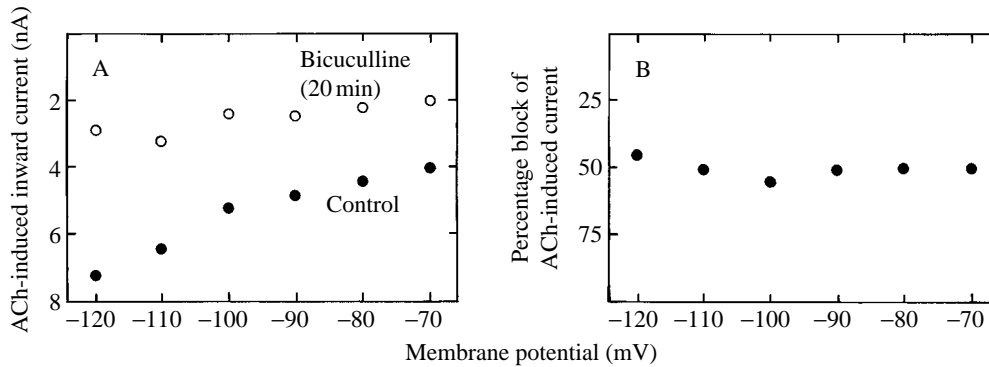 ACh-induced inward current (nA)
A
Bicuculline
(20 min)
Control
2
4
6
8
−120 −110 −100 −90 −80 −70
Percentage block of
ACh-induced current
B
25
50
75
−120 −110 −100 −90 −80 −70
Membrane potential (mV)